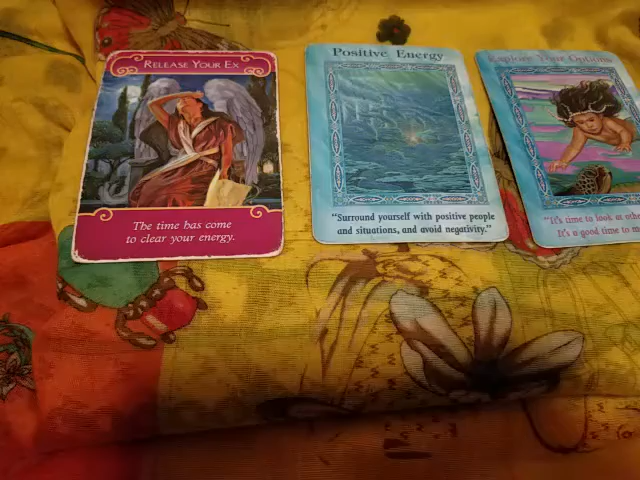 RELEASE YOUR EX
The time has come
to clear your energy.
Positive Energy
"Surround yourself with positive people
and situations, and avoid negativity."
Explore Your Options
"It's time to look at othe
It's a good time to m